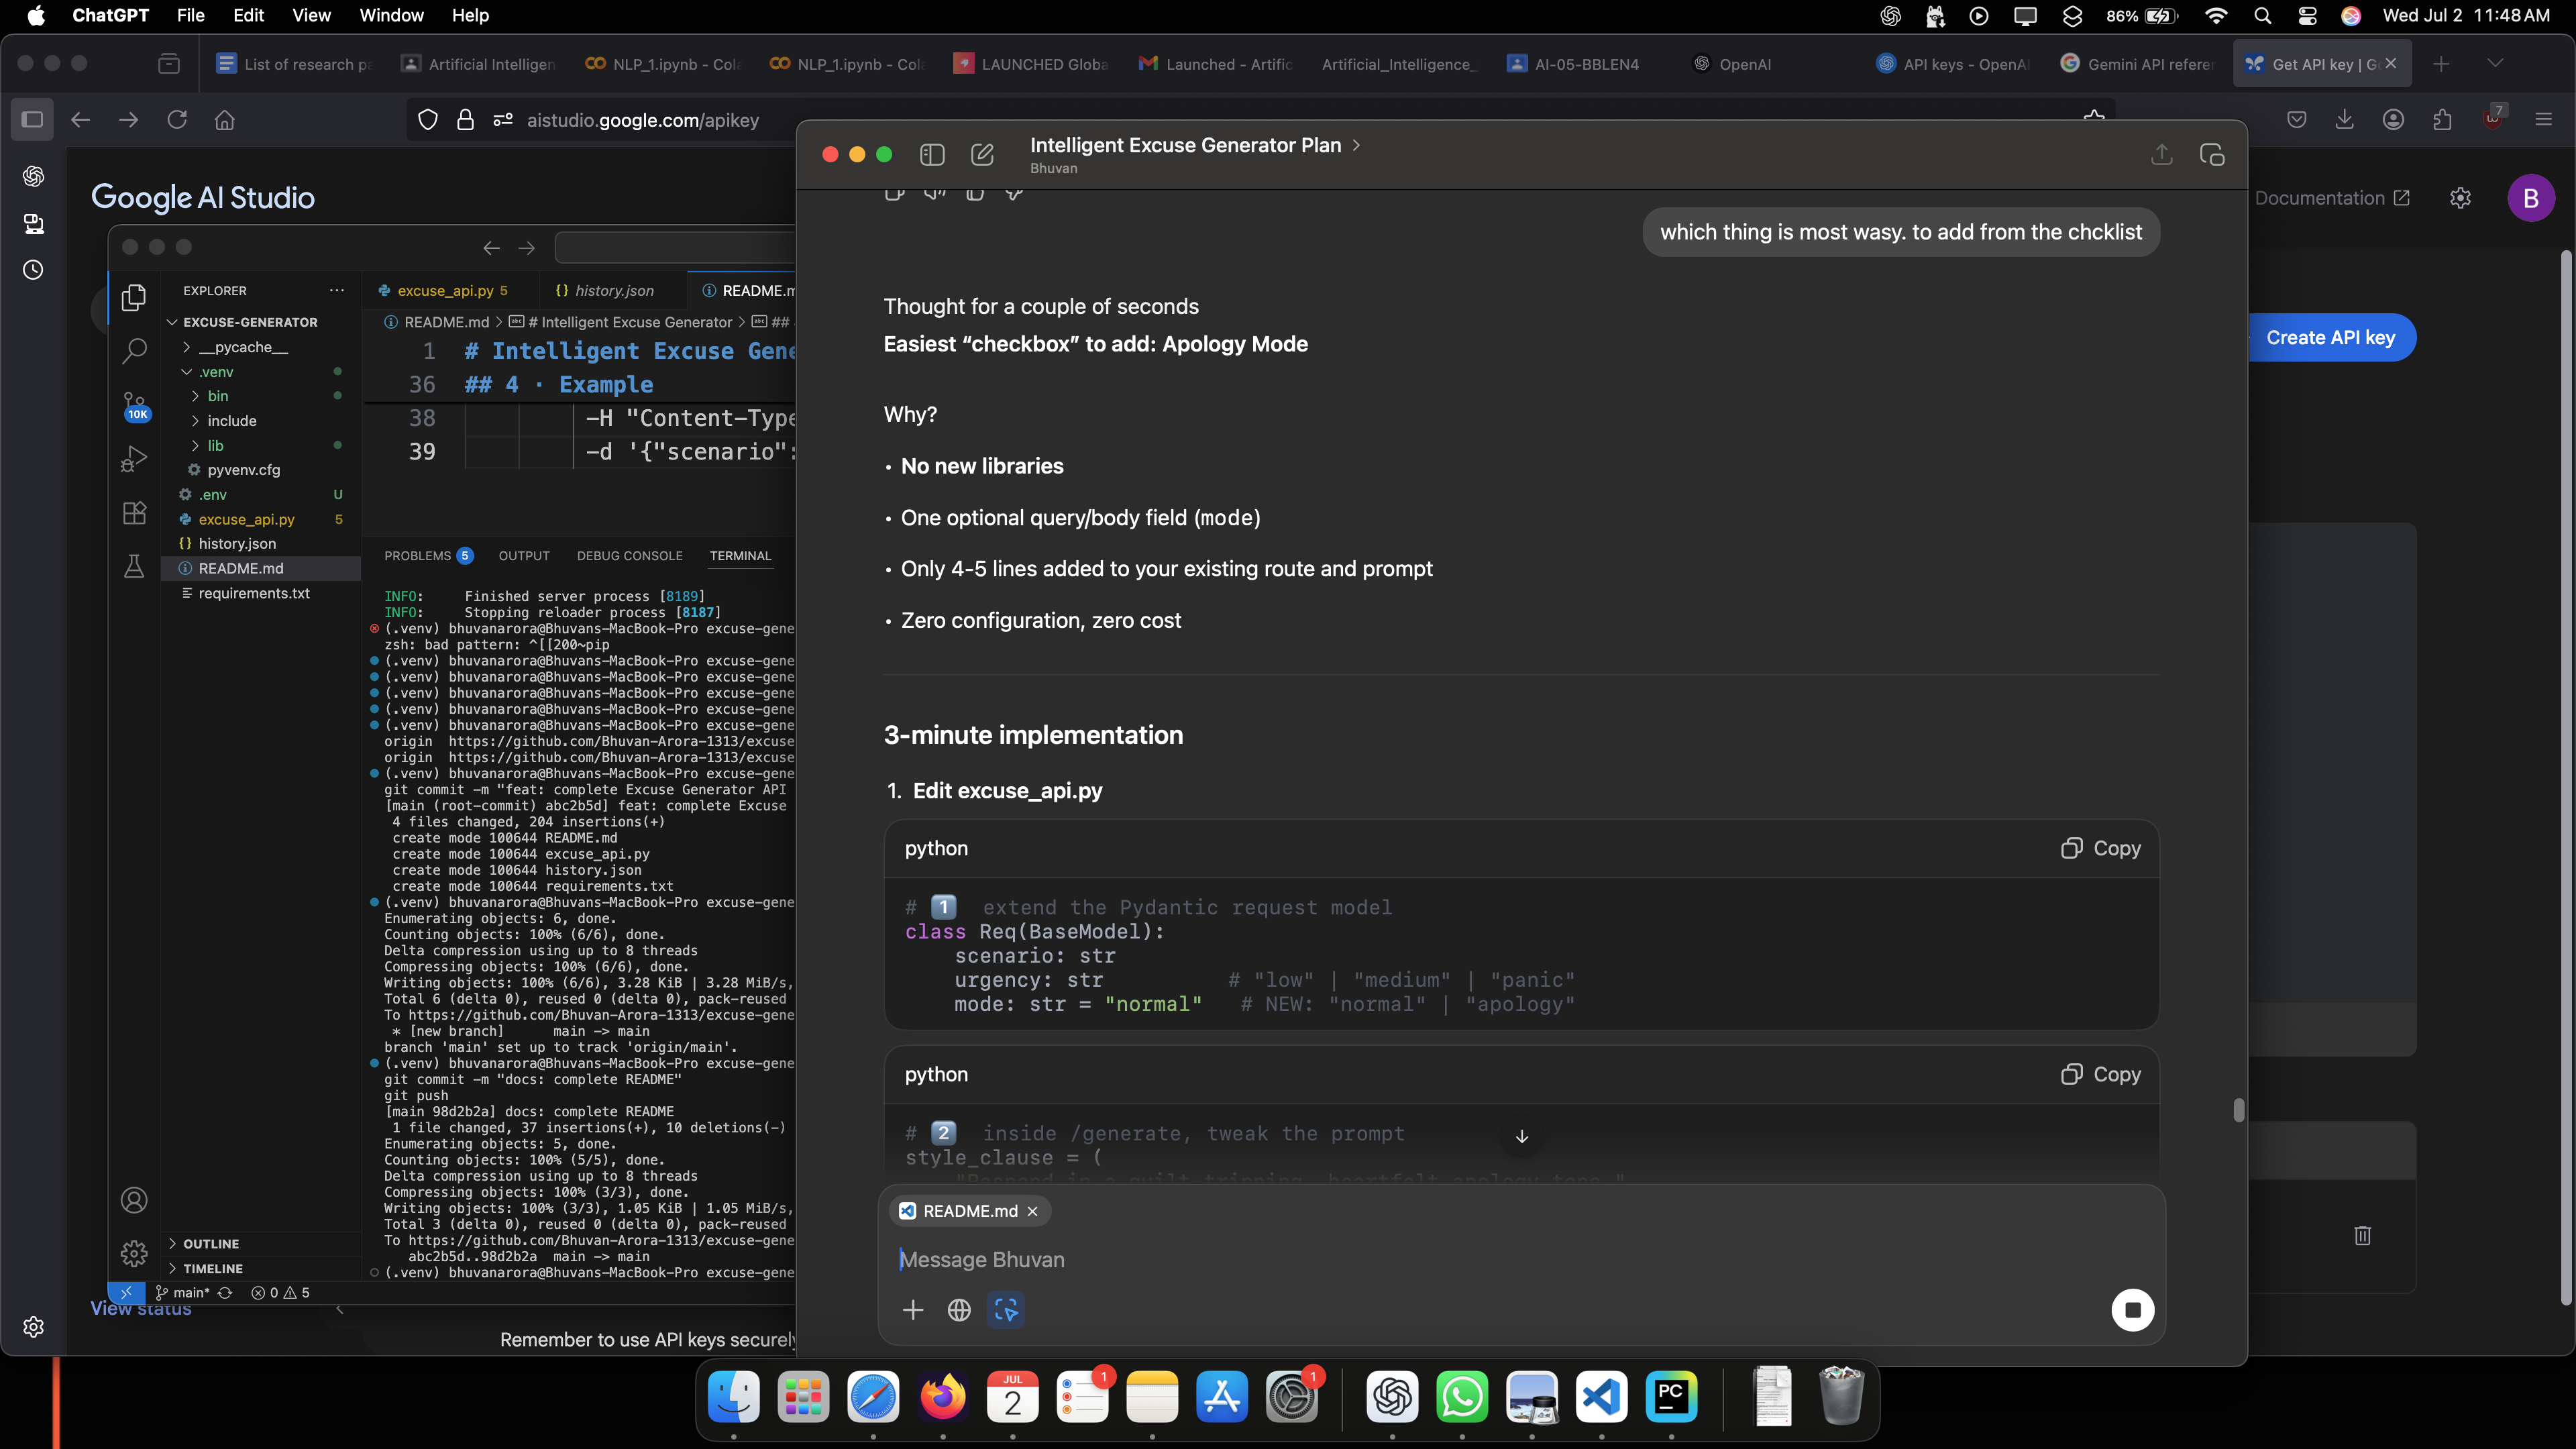 ChatGPT File Edit View Window Help
86% Wed Jul 2 11:48 AM
List of research pa Artificial Intelligen NLP_1.ipynb - Cola NLP_1.ipynb - Cola LAUNCHED Globa Launched - Artific Artificial_Intelligence_ AI-05-BBLEN4 OpenAI API keys - OpenAI Gemini API referen Get API key | G
aistudio.google.com/apikey
7
Google AI Studio
Documentation
B
Create API key
EXPLORER
EXCUSE-GENERATOR
__pycache__
.venv
bin
include
lib
pyvenv.cfg
.env U
excuse_api.py 5
history.json
README.md
requirements.txt
10K
OUTLINE
TIMELINE
main* 0 5
excuse_api.py 5 history.json README.m
README.md > # Intelligent Excuse Generator > ##
1 # Intelligent Excuse Gene
36 ## 4 · Example
38 -H "Content-Type
39 -d '{"scenario":
PROBLEMS 5 OUTPUT DEBUG CONSOLE TERMINAL
INFO: Finished server process [8189]
INFO: Stopping reloader process [8187]
(.venv) bhuvanarora@Bhuvans-MacBook-Pro excuse-gene
zsh: bad pattern: ^[[200~pip
(.venv) bhuvanarora@Bhuvans-MacBook-Pro excuse-gene
(.venv) bhuvanarora@Bhuvans-MacBook-Pro excuse-gene
(.venv) bhuvanarora@Bhuvans-MacBook-Pro excuse-gene
(.venv) bhuvanarora@Bhuvans-MacBook-Pro excuse-gene
(.venv) bhuvanarora@Bhuvans-MacBook-Pro excuse-gene
origin https://github.com/Bhuvan-Arora-1313/excuse
origin https://github.com/Bhuvan-Arora-1313/excuse
(.venv) bhuvanarora@Bhuvans-MacBook-Pro excuse-gene
git commit -m "feat: complete Excuse Generator API
[main (root-commit) abc2b5d] feat: complete Excuse
4 files changed, 204 insertions(+)
create mode 100644 README.md
create mode 100644 excuse_api.py
create mode 100644 history.json
create mode 100644 requirements.txt
(.venv) bhuvanarora@Bhuvans-MacBook-Pro excuse-gene
Enumerating objects: 6, done.
Counting objects: 100% (6/6), done.
Delta compression using up to 8 threads
Compressing objects: 100% (6/6), done.
Writing objects: 100% (6/6), 3.28 KiB | 3.28 MiB/s,
Total 6 (delta 0), reused 0 (delta 0), pack-reused
To https://github.com/Bhuvan-Arora-1313/excuse-gene
* [new branch] main -> main
branch 'main' set up to track 'origin/main'.
(.venv) bhuvanarora@Bhuvans-MacBook-Pro excuse-gene
git commit -m "docs: complete README"
git push
[main 98d2b2a] docs: complete README
1 file changed, 37 insertions(+), 10 deletions(-)
Enumerating objects: 5, done.
Counting objects: 100% (5/5), done.
Delta compression using up to 8 threads
Compressing objects: 100% (3/3), done.
Writing objects: 100% (3/3), 1.05 KiB | 1.05 MiB/s,
Total 3 (delta 0), reused 0 (delta 0), pack-reused
To https://github.com/Bhuvan-Arora-1313/excuse-gene
abc2b5d..98d2b2a main -> main
(.venv) bhuvanarora@Bhuvans-MacBook-Pro excuse-gene
View status
Remember to use API keys securely
Intelligent Excuse Generator Plan >
Bhuvan
which thing is most wasy. to add from the chcklist
Thought for a couple of seconds
Easiest “checkbox” to add: Apology Mode
Why?
• No new libraries
• One optional query/body field (mode)
• Only 4-5 lines added to your existing route and prompt
• Zero configuration, zero cost
3-minute implementation
1. Edit excuse_api.py
python Copy
# 1️⃣ extend the Pydantic request model
class Req(BaseModel):
scenario: str
urgency: str # "low" | "medium" | "panic"
mode: str = "normal" # NEW: "normal" | "apology"
python Copy
# 2️⃣ inside /generate, tweak the prompt
style_clause = (
"Respond in a guilt-tripping, heartfelt apology tone."
README.md
Message Bhuvan
JUL
2
1
1
PC